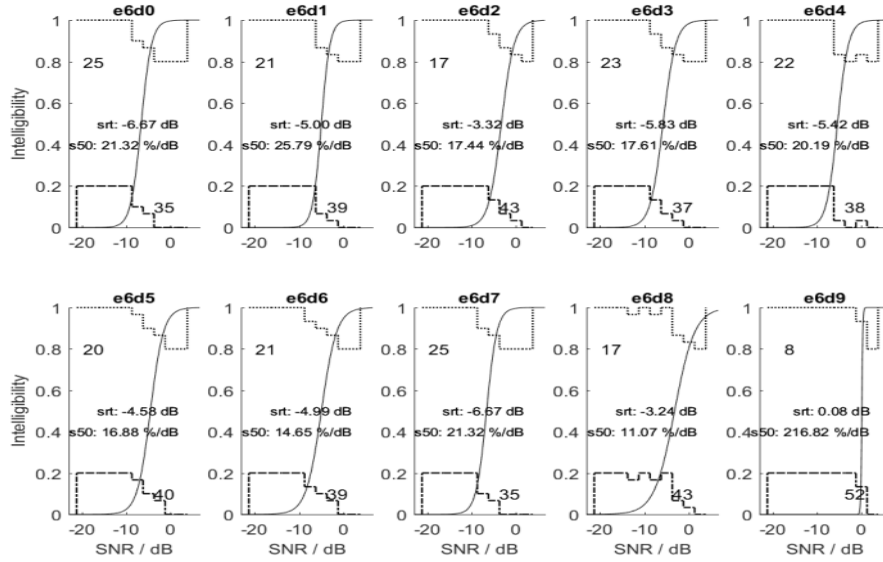 e6d0 e6d1 e6d2 e6d3 e6d4
1 1 1 1 1
25 21 17 23 22
0.8 0.8 0.8 0.8 0.8
Intelligibility
0.6 0.6 0.6 0.6 0.6
srt: -6.67 dB srt: -5.00 dB srt: -3.32 dB srt: -5.83 dB srt: -5.42 dB
0.4 0.4 0.4 0.4 0.4
s50: 21.32 %/dB s50: 25.79 %/dB s50: 17.44 %/dB s50: 17.61 %/dB s50: 20.19 %/dB
0.2 0.2 0.2 0.2 0.2
35 39 43 37 38
0 0 0 0 0
-20 -10 0 -20 -10 0 -20 -10 0 -20 -10 0 -20 -10 0
e6d5 e6d6 e6d7 e6d8 e6d9
1 1 1 1 1
20 21 25 17 8
0.8 0.8 0.8 0.8 0.8
Intelligibility
0.6 0.6 0.6 0.6 0.6
srt: -4.58 dB srt: -4.99 dB srt: -6.67 dB srt: -3.24 dB srt: 0.08 dB
0.4 0.4 0.4 0.4 0.4
s50: 16.88 %/dB s50: 14.65 %/dB s50: 21.32 %/dB s50: 11.07 %/dB s50: 216.82 %/dB
0.2 0.2 0.2 0.2 0.2
40 39 35 43 52
0 0 0 0 0
-20 -10 0 -20 -10 0 -20 -10 0 -20 -10 0 -20 -10 0
SNR / dB SNR / dB SNR / dB SNR / dB SNR / dB